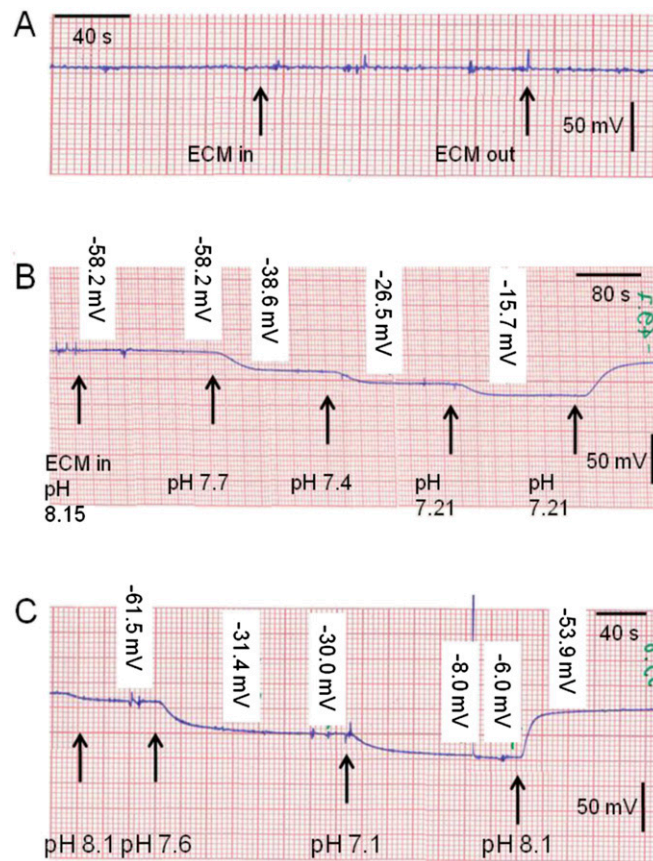 A
40 s
50 mV
ECM in
ECM out
B
-58.2 mV
-58.2 mV
-38.6 mV
-26.5 mV
-15.7 mV
80 s
50 mV
ECM in
pH
8.15
pH 7.7
pH 7.4
pH
7.21
pH
7.21
C
-61.5 mV
-31.4 mV
-30.0 mV
-8.0 mV
-6.0 mV
-53.9 mV
40 s
50 mV
pH 8.1
pH 7.6
pH 7.1
pH 8.1